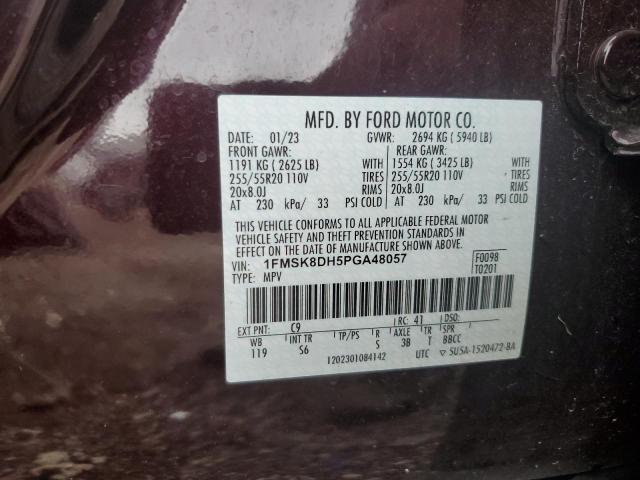 MFD. BY FORD MOTOR CO.
DATE: 01/23 GVWR: 2694 KG ( 5940 LB)
FRONT GAWR: REAR GAWR:
1191 KG ( 2625 LB) WITH 1554 KG ( 3425 LB) WITH
255/55R20 110V TIRES 255/55R20 110V TIRES
20x8.0J RIMS 20x8.0J RIMS
AT 230 kPa/ 33 PSI COLD AT 230 kPa/ 33 PSI COLD
THIS VEHICLE CONFORMS TO ALL APPLICABLE FEDERAL MOTOR
VEHICLE SAFETY AND THEFT PREVENTION STANDARDS IN
EFFECT ON THE DATE OF MANUFACTURE SHOWN ABOVE.
VIN: 1FMSK8DH5PGA48057 F0098
TYPE: MPV T0201
EXT PNT: C9 RC: 41 DSO:
WB INT TR TP/PS R AXLE TR SPR
119 S6 S 3B T BBCC
1202301084142 UTC ▽ 5USA-1520472-BA